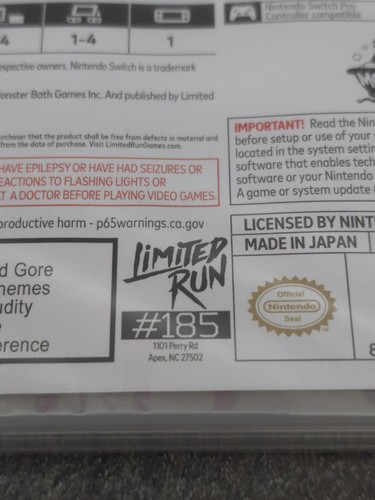 Nintendo Switch Pro
Controller compatible.
4
1-4
1
espective owners. Nintendo Switch is a trademark
onster Bath Games Inc. And published by Limited
urchaser that the product shall be free from defects in material and
from the date of purchase. Visit LimitedRunGames.com.
HAVE EPILEPSY OR HAVE HAD SEIZURES OR
EACTIONS TO FLASHING LIGHTS OR
T A DOCTOR BEFORE PLAYING VIDEO GAMES.
productive harm - p65warnings.ca.gov
IMPORTANT! Read the Nin
before setup or use of your s
located in the system settin
software that enables tech
software or your Nintendo
A game or system update
d Gore
hemes
udity
e
erence
LIMITED
RUN
#185
1101 Perry Rd
Apex, NC 27502
LICENSED BY NINT
MADE IN JAPAN
Official
Nintendo
Seal